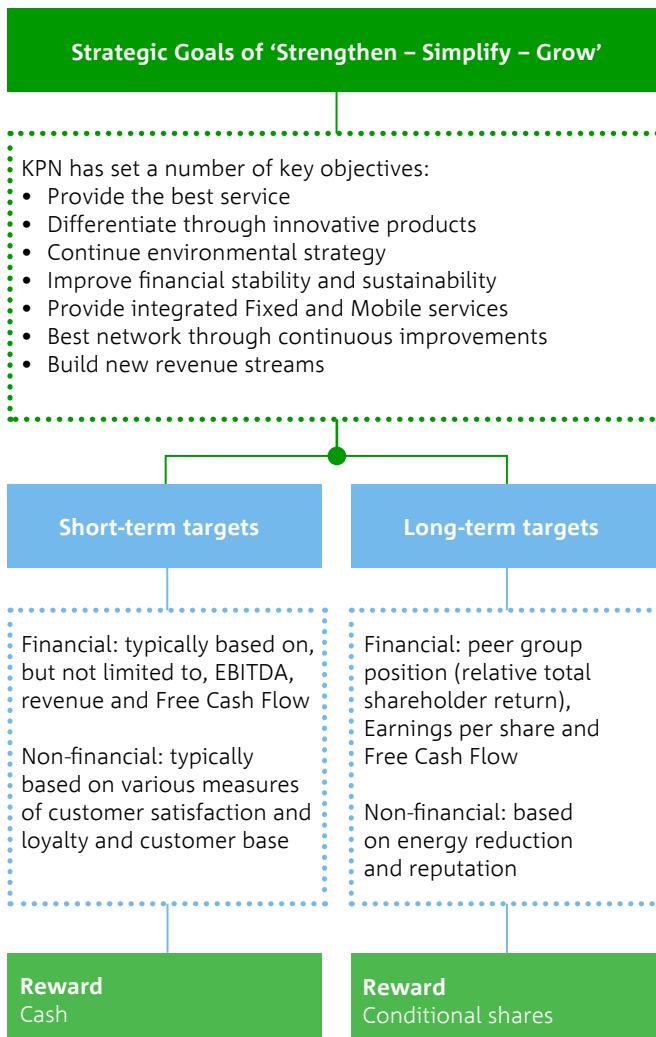 Strategic Goals of ‘Strengthen – Simplify – Grow’
KPN has set a number of key objectives:
• Provide the best service
• Differentiate through innovative products
• Continue environmental strategy
• Improve financial stability and sustainability
• Provide integrated Fixed and Mobile services
• Best network through continuous improvements
• Build new revenue streams
Short-term targets
Financial: typically based on,
but not limited to, EBITDA,
revenue and Free Cash Flow
Non-financial: typically
based on various measures
of customer satisfaction and
loyalty and customer base
Reward
Cash
Long-term targets
Financial: peer group
position (relative total
shareholder return),
Earnings per share and
Free Cash Flow
Non-financial: based
on energy reduction
and reputation
Reward
Conditional shares